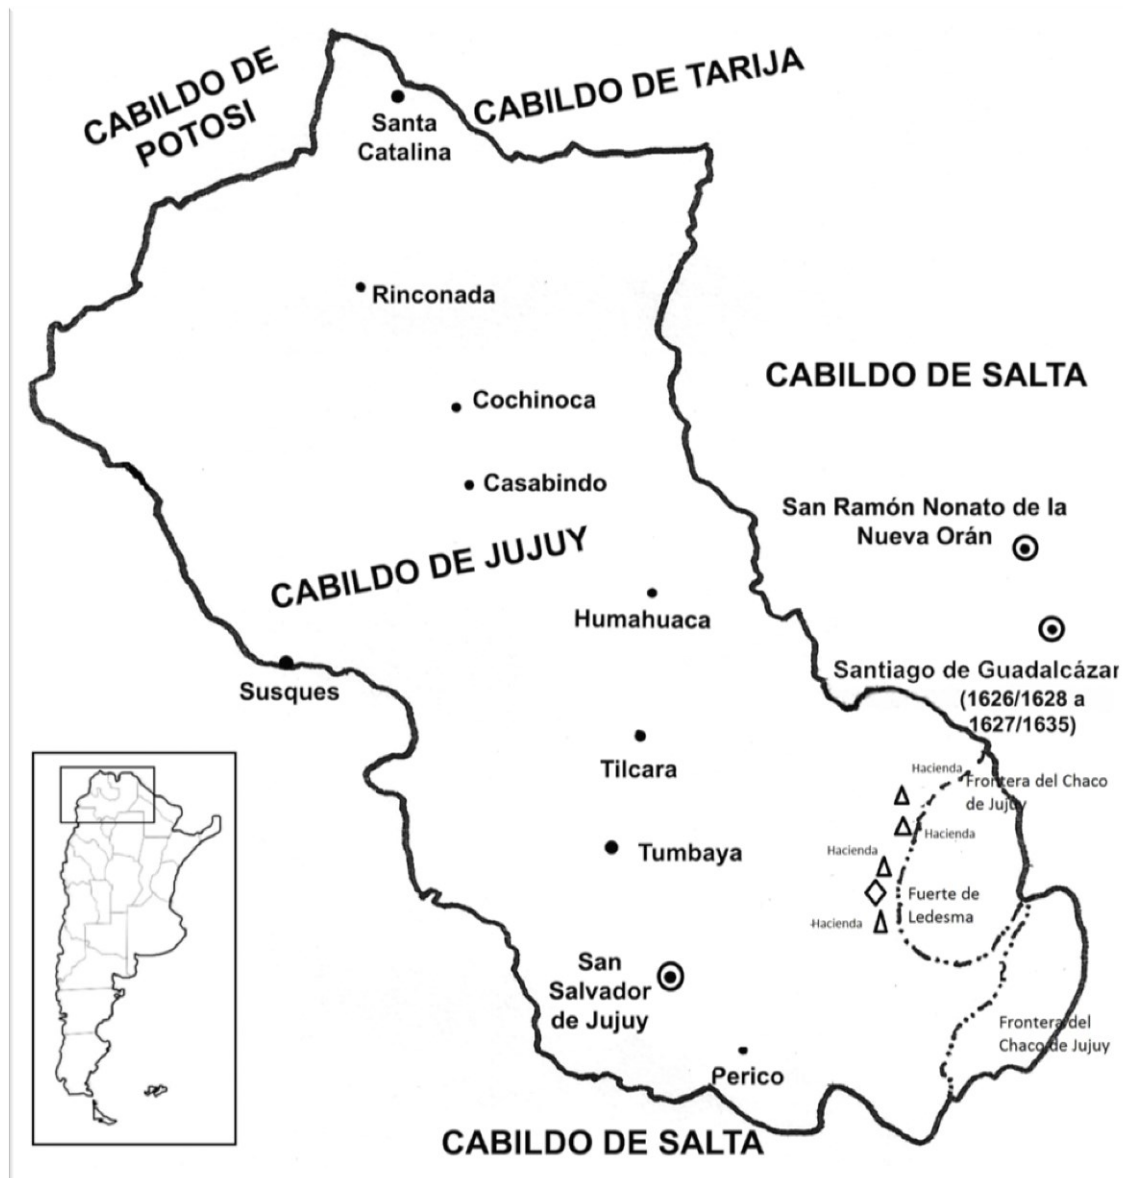 CABILDO DE
POTOSI
CABILDO DE TARIJA
Santa
Catalina
Rinconada
CABILDO DE SALTA
Cochinoca
Casabindo
San Ramón Nonato de la
Nueva Orán
CABILDO DE JUJUY
Humahuaca
Santiago de Guadalcázar
(1626/1628 a
1627/1635)
Susques
Tilcara
Hacienda
Frontera del Chaco
de Jujuy
Hacienda
Tumbaya
Hacienda
Fuerte de
Ledesma
Hacienda
San
Salvador
de Jujuy
Frontera del
Chaco de Jujuy
Perico
CABILDO DE SALTA